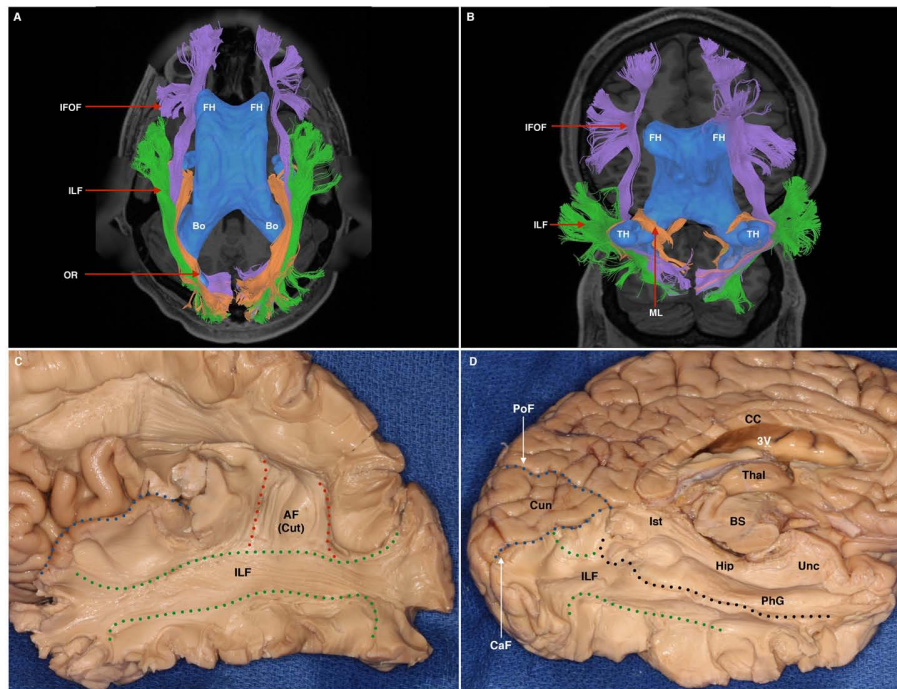 A
FH
FH
IFOF
ILF
Bo
Bo
OR
B
IFOF
FH
FH
ILF
TH
TH
ML
C
AF
(Cut)
ILF
D
PoF
CC
3V
Thal
Cun
Ist
BS
Hip
Unc
ILF
PhG
CaF